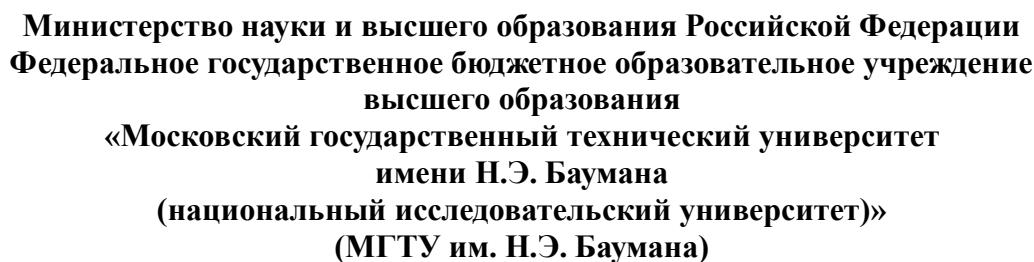 Министерство науки и высшего образования Российской Федерации
Федеральное государственное бюджетное образовательное учреждение
высшего образования
«Московский государственный технический университет
имени Н.Э. Баумана
(национальный исследовательский университет)»
(МГТУ им. Н.Э. Баумана)